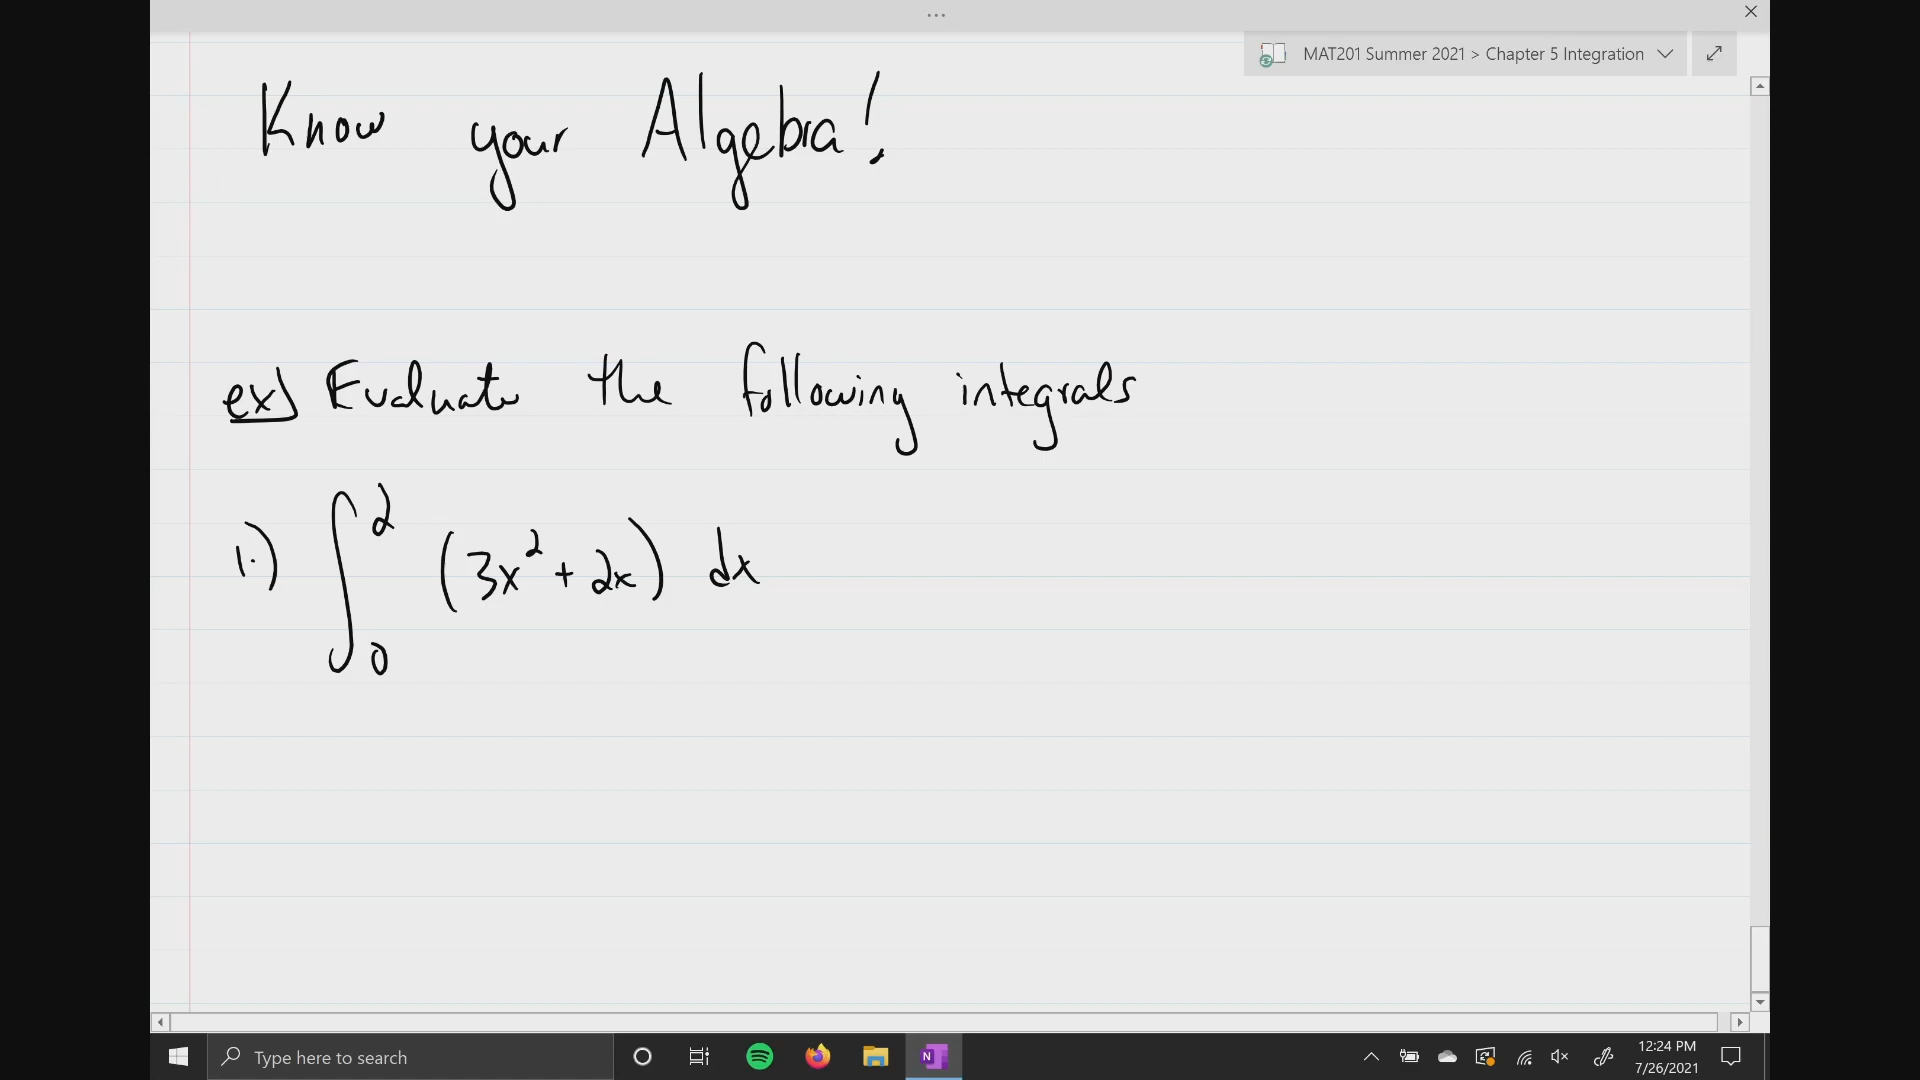 ...
MAT201 Summer 2021 > Chapter 5 Integration
Know your Algebra!
ex) Evaluate the following integrals
1.) ∫₀² (3x² + 2x) dx
Type here to search
12:24 PM
7/26/2021